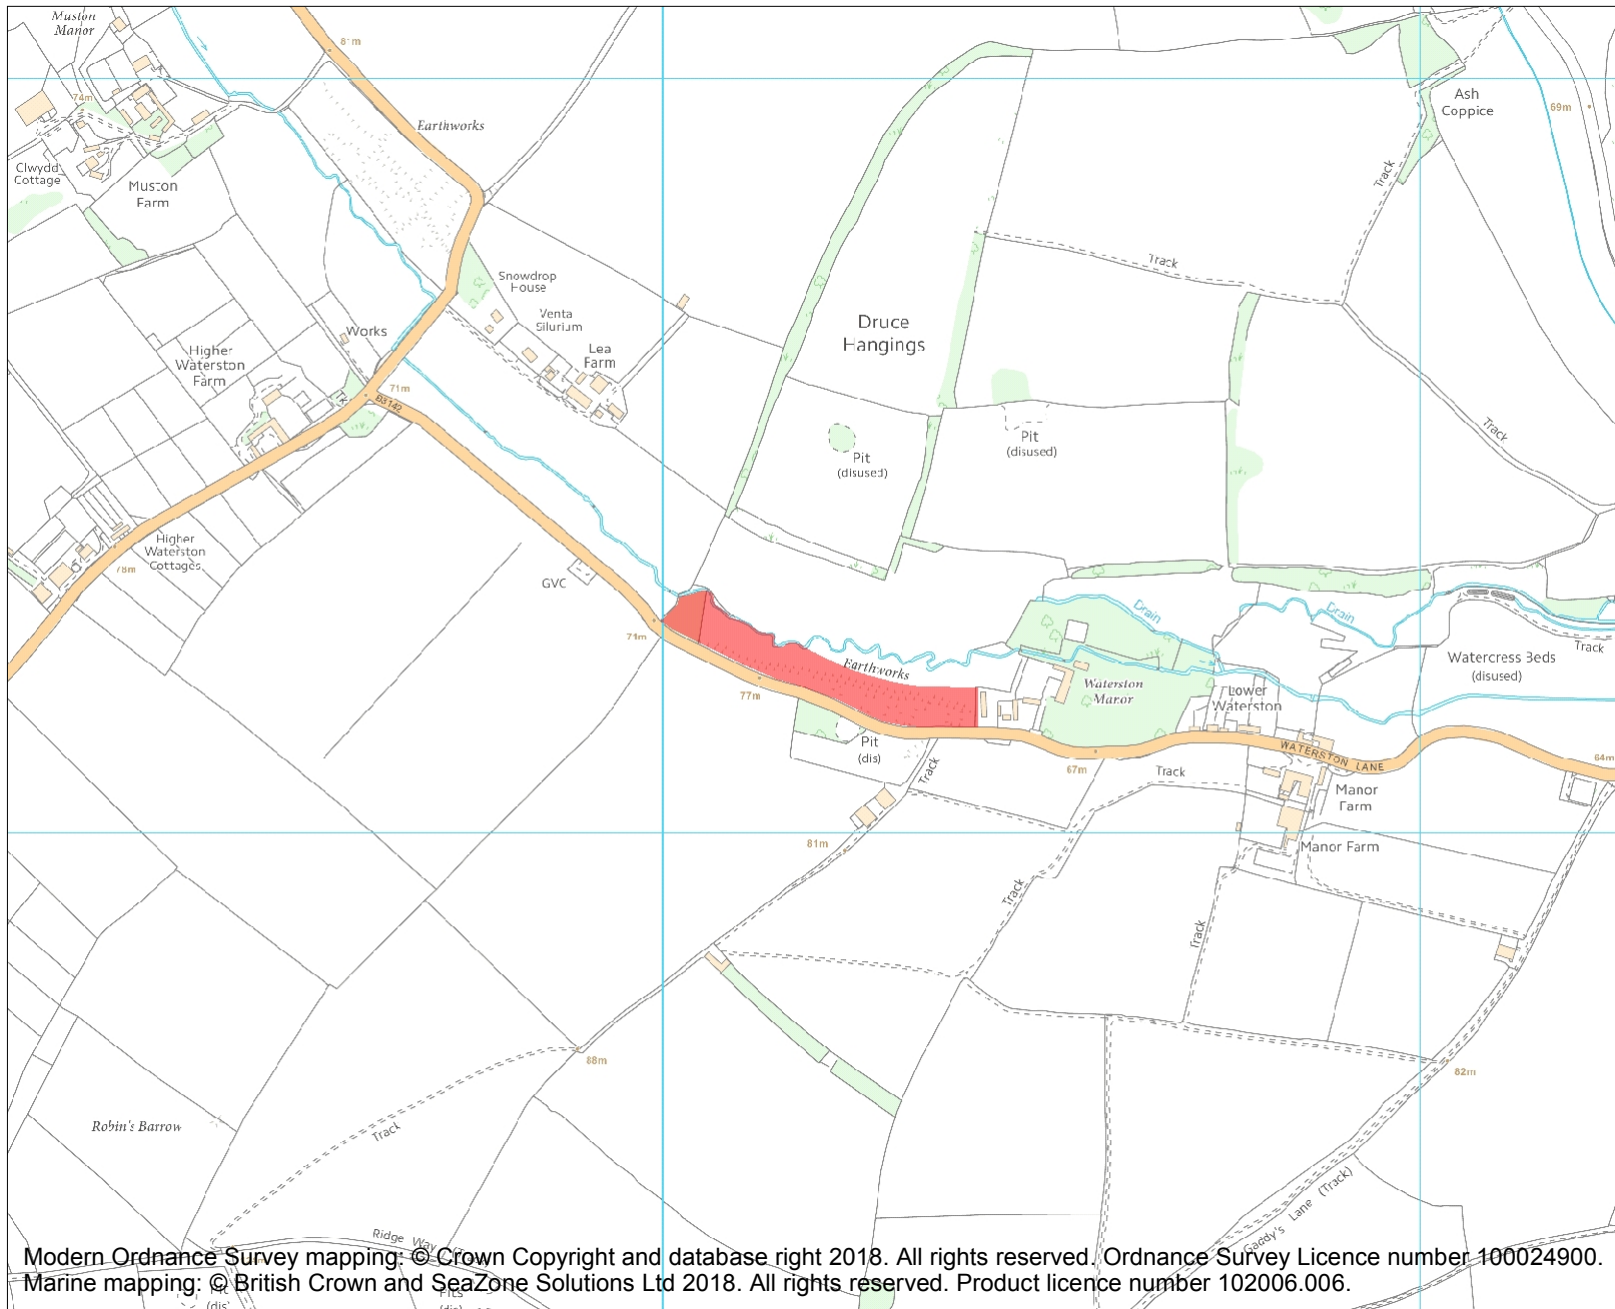 Muston
Manor
74m
Clwydd
Cottage
Muston
Farm
Earthworks
Snowdrop
House
Venta
Silurium
Lea
Farm
Works
Higher
Waterston
Farm
71m
B3142
Higher
Waterston
Cottages
78m
GVC
71m
Druce
Hangings
Pit
(disused)
Pit
(disused)
Track
Track
Ash
Coppice
69m
Track
Earthworks
77m
Pit
(dis)
Track
Waterston
Manor
Drain
Drain
Lower
Waterston
Watercress Beds
(disused)
Track
67m
WATERSTON LANE
64m
Track
Manor
Farm
Manor Farm
81m
Track
Track
88m
82m
Robin's Barrow
Track
Gaddy's Lane (Track)
Ridge Way
Modern Ordnance Survey mapping: © Crown Copyright and database right 2018. All rights reserved. Ordnance Survey Licence number 100024900.
Marine mapping: © British Crown and SeaZone Solutions Ltd 2018. All rights reserved. Product licence number 102006.006.
Pit
(dis)
Pits
(dis)